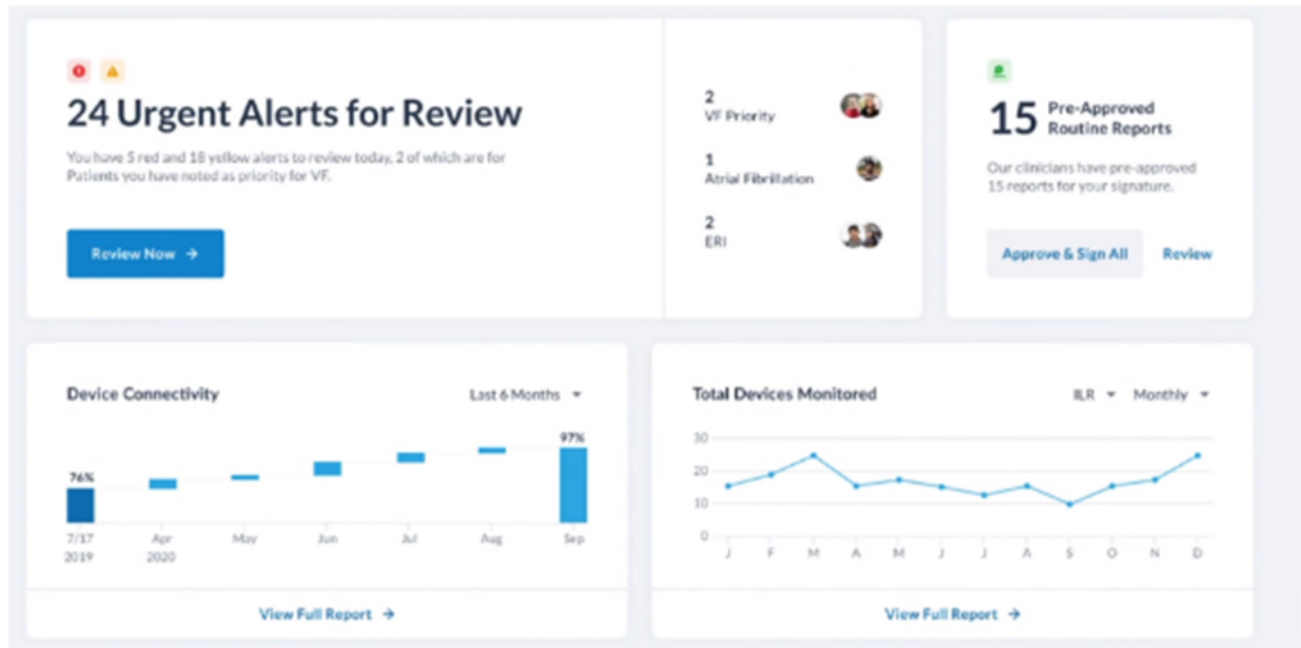 24 Urgent Alerts for Review
You have 5 red and 18 yellow alerts to review today, 2 of which are for
Patients you have noted as priority for VF.
Review Now →
2
VF Priority
1
Atrial Fibrillation
2
ERI
15 Pre-Approved
Routine Reports
Our clinicians have pre-approved
15 reports for your signature.
Approve & Sign All Review
Device Connectivity Last 6 Months
76%
97%
7/17 Apr May Jun Jul Aug Sep
2019 2020
View Full Report →
Total Devices Monitored ILR Monthly
30
20
10
0
J F M A M J J A S O N D
View Full Report →